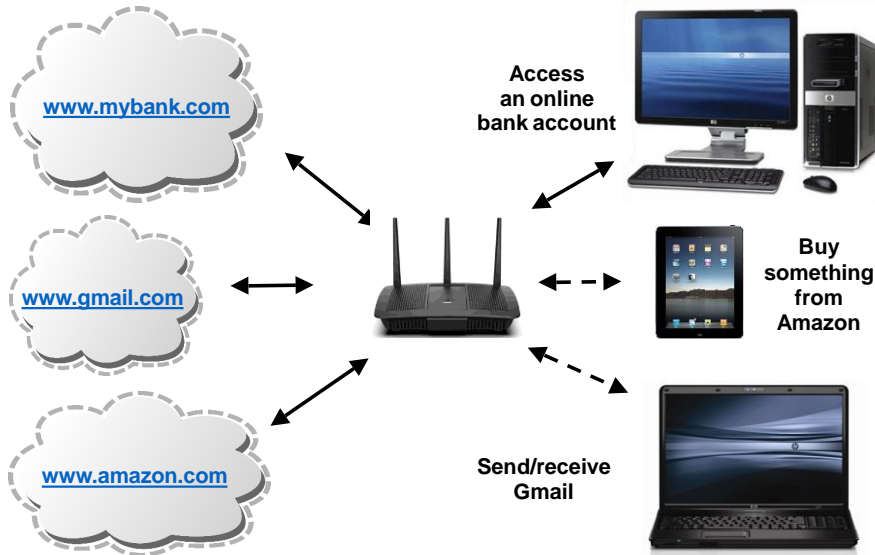 www.mybank.com
Access
an online
bank account
www.gmail.com
Buy
something
from
Amazon
www.amazon.com
Send/receive
Gmail